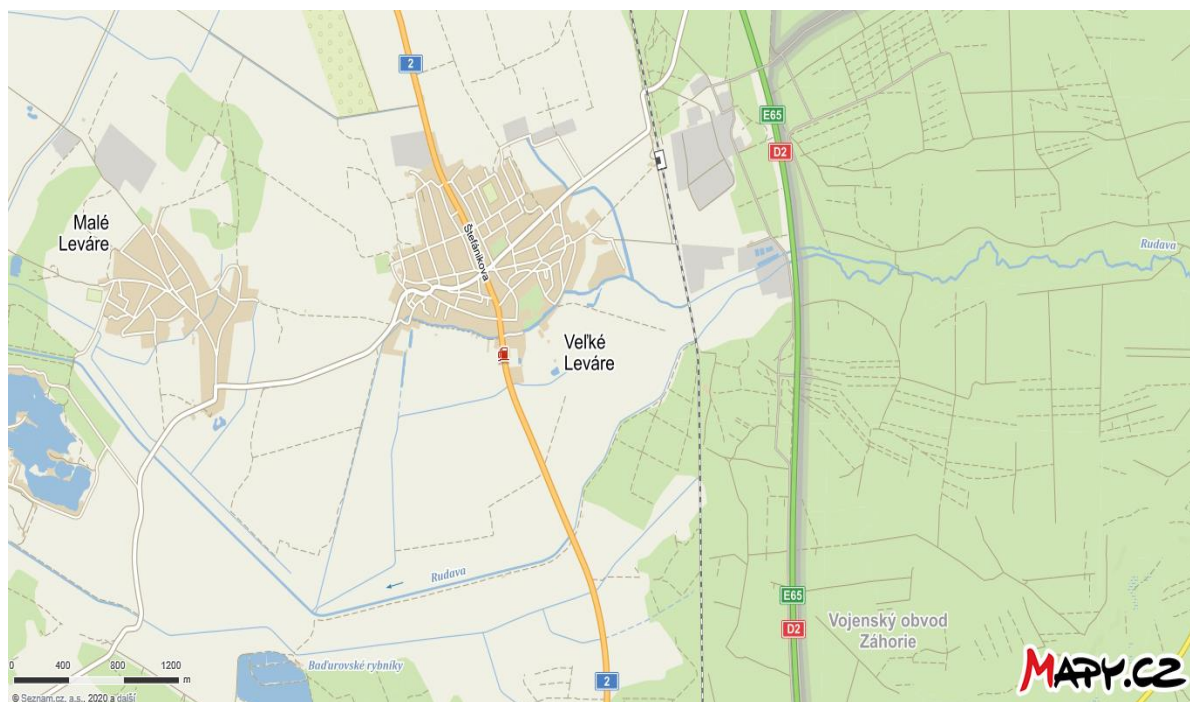 2
E65
D2
Malé
Leváre
Štefánikova
Rudava
Veľké
Leváre
Rudava
E65
D2
Vojenský obvod
Záhorie
0 400 800 1200
m
Baďurovské rybníky
2
MAPY.CZ
© Seznam.cz, a.s., 2020 a další